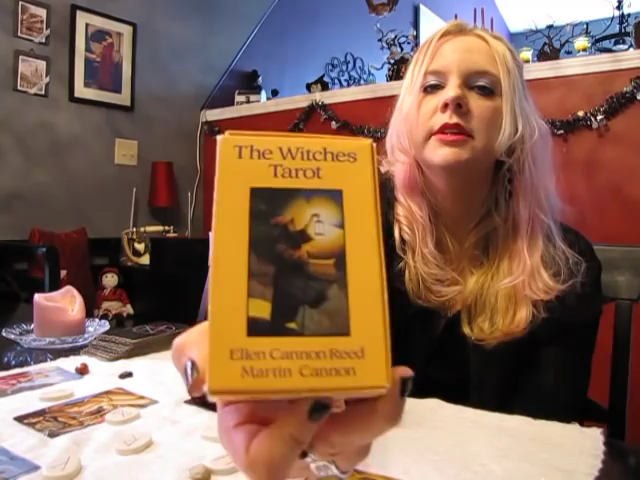 The Witches
Tarot
Ellen Cannon Reed
Martin Cannon